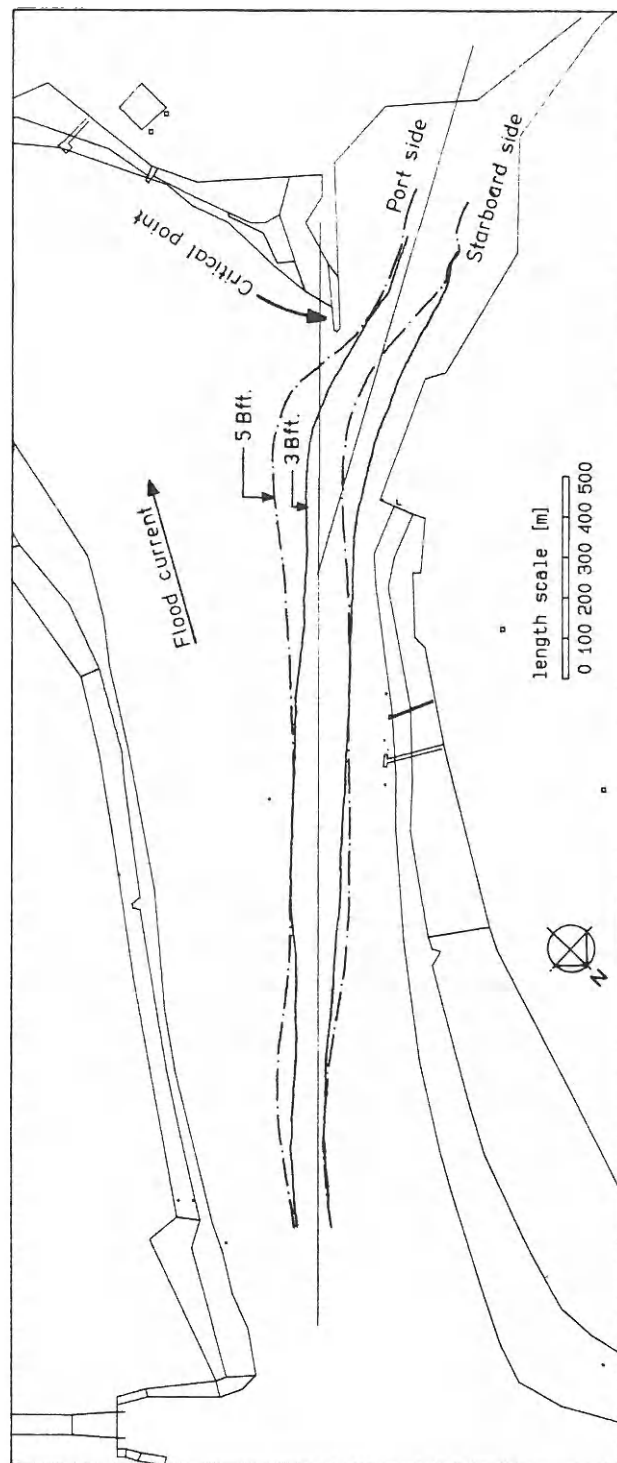 Critical point
Port side
Starboard side
5 Bft.
3 Bft.
Flood current
length scale [m]
0 100 200 300 400 500
N